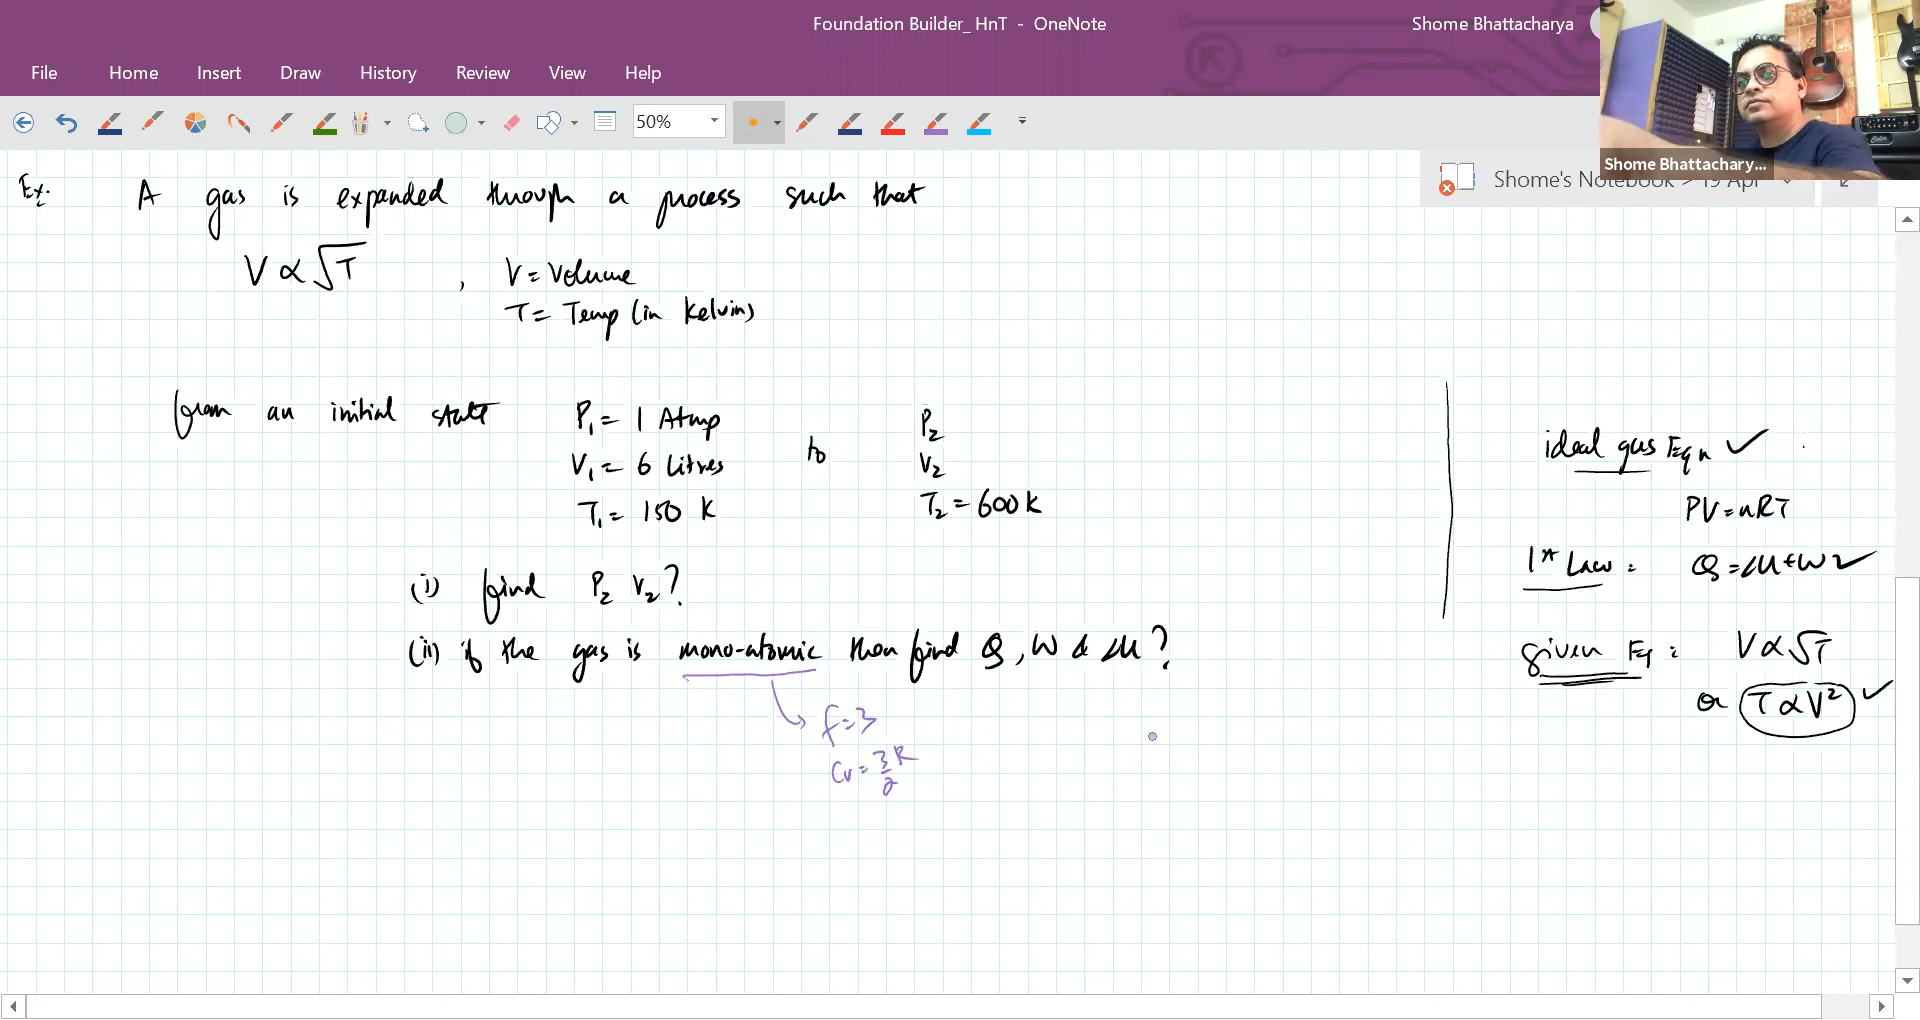 Foundation Builder_ HnT - OneNote
Shome Bhattacharya
File Home Insert Draw History Review View Help
50%
Shome Bhattachary...
Shome's Notebook > 19 Apr
Ex.
A gas is expanded through a process such that
V ∝ √T , V = Volume
T = Temp (in Kelvin)
from an initial state P₁ = 1 Atmp to P₂
V₁ = 6 Litres V₂
T₁ = 150 K T₂ = 600 K
(i) find P₂ V₂?
(ii) if the gas is mono-atomic then find Q, W & ΔU?
f = 3
Cv = 3/2 R
ideal gas Eqn ✓
PV = nRT
1st Law : Q = ΔU + W ✓
given Eq : V ∝ √T
or T ∝ V² ✓